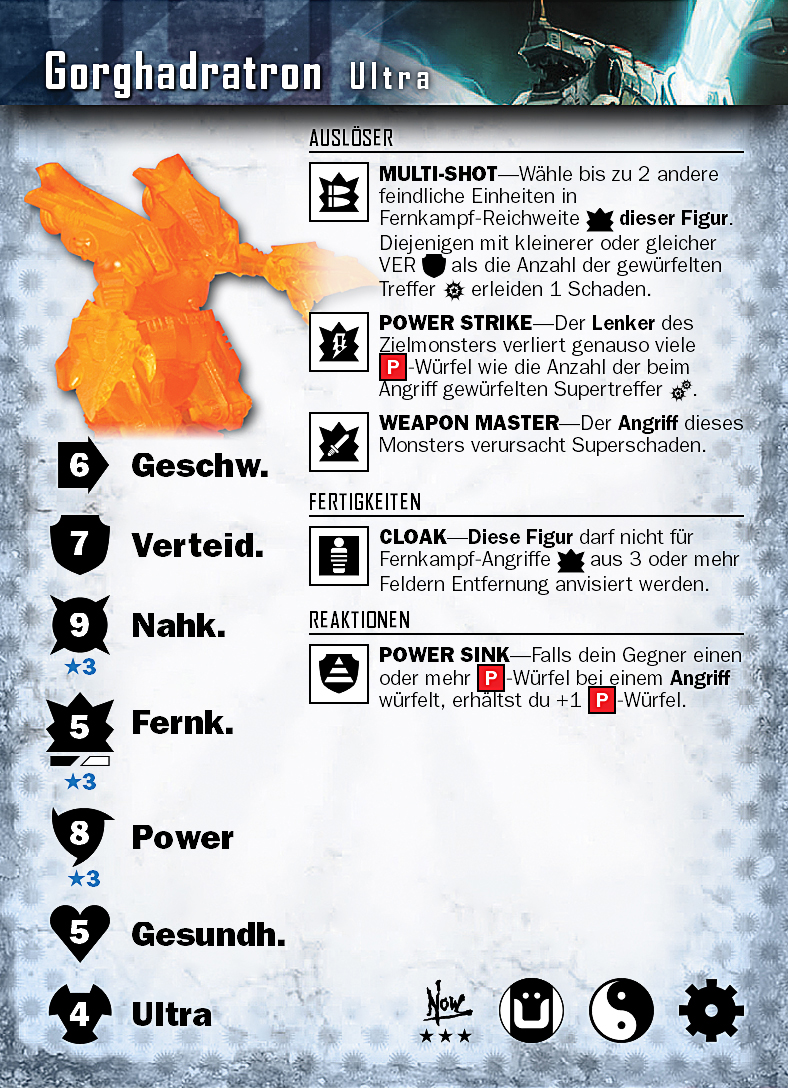 Gorghadratron Ultra
AUSLÖSER
MULTI-SHOT—Wähle bis zu 2 andere
feindliche Einheiten in
Fernkampf-Reichweite dieser Figur.
Diejenigen mit kleinerer oder gleicher
VER als die Anzahl der gewürfelten
Treffer erleiden 1 Schaden.
POWER STRIKE—Der Lenker des
Zielmonsters verliert genauso viele
P-Würfel wie die Anzahl der beim
Angriff gewürfelten Supertreffer.
WEAPON MASTER—Der Angriff dieses
Monsters verursacht Superschaden.
FERTIGKEITEN
CLOAK—Diese Figur darf nicht für
Fernkampf-Angriffe aus 3 oder mehr
Feldern Entfernung anvisiert werden.
REAKTIONEN
POWER SINK—Falls dein Gegner einen
oder mehr P-Würfel bei einem Angriff
würfelt, erhältst du +1 P-Würfel.
6 Geschw.
7 Verteid.
9 Nahk.
★3
5 Fernk.
★3
8 Power
★3
5 Gesundh.
4 Ultra
Now
★★★
Ü